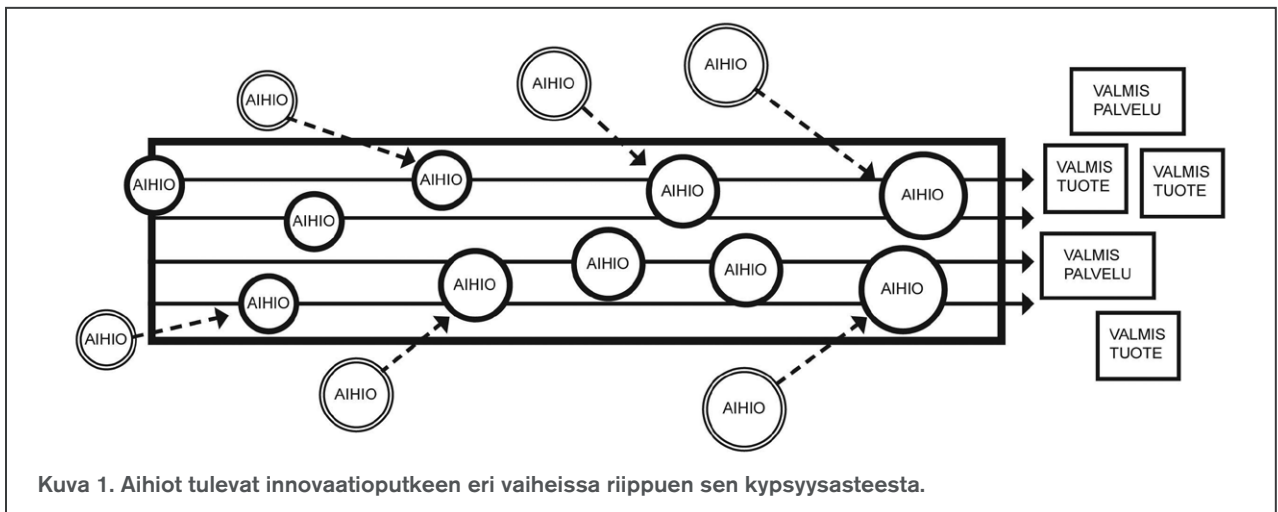 AIHIO
AIHIO
AIHIO
VALMIS
PALVELU
AIHIO
AIHIO
AIHIO
AIHIO
VALMIS
TUOTE
VALMIS
TUOTE
AIHIO
AIHIO
AIHIO
AIHIO
AIHIO
AIHIO
VALMIS
PALVELU
AIHIO
AIHIO
AIHIO
VALMIS
TUOTE
Kuva 1. Aihiot tulevat innovaatioputkeen eri vaiheissa riippuen sen kypsyysasteesta.